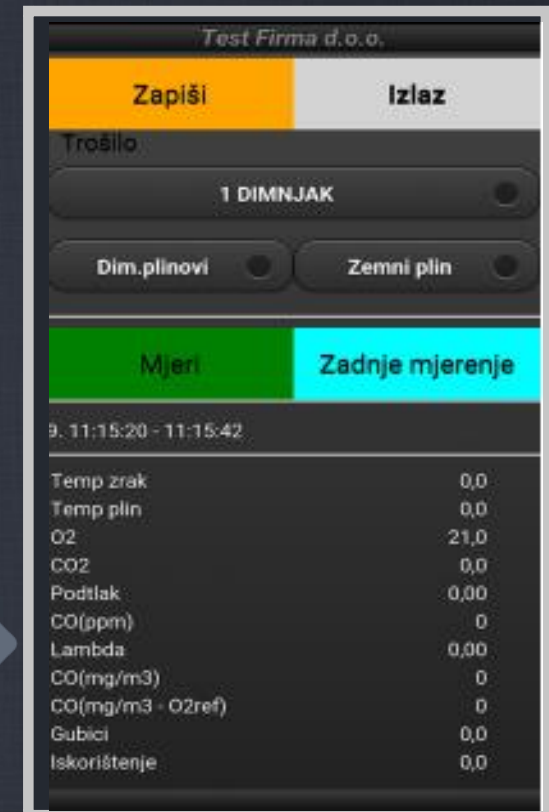 Test Firma d.o.o.
Zapiši Izlaz
Trošilo
1 DIMNJAK
Dim.plinovi Zemni plin
Mjeri Zadnje mjerenje
9. 11:15:20 - 11:15:42
Temp zrak 0,0
Temp plin 0,0
O2 21,0
CO2 0,0
Podtlak 0,00
CO(ppm) 0
Lambda 0,00
CO(mg/m3) 0
CO(mg/m3 - O2ref) 0
Gubici 0,0
Iskorištenje 0,0